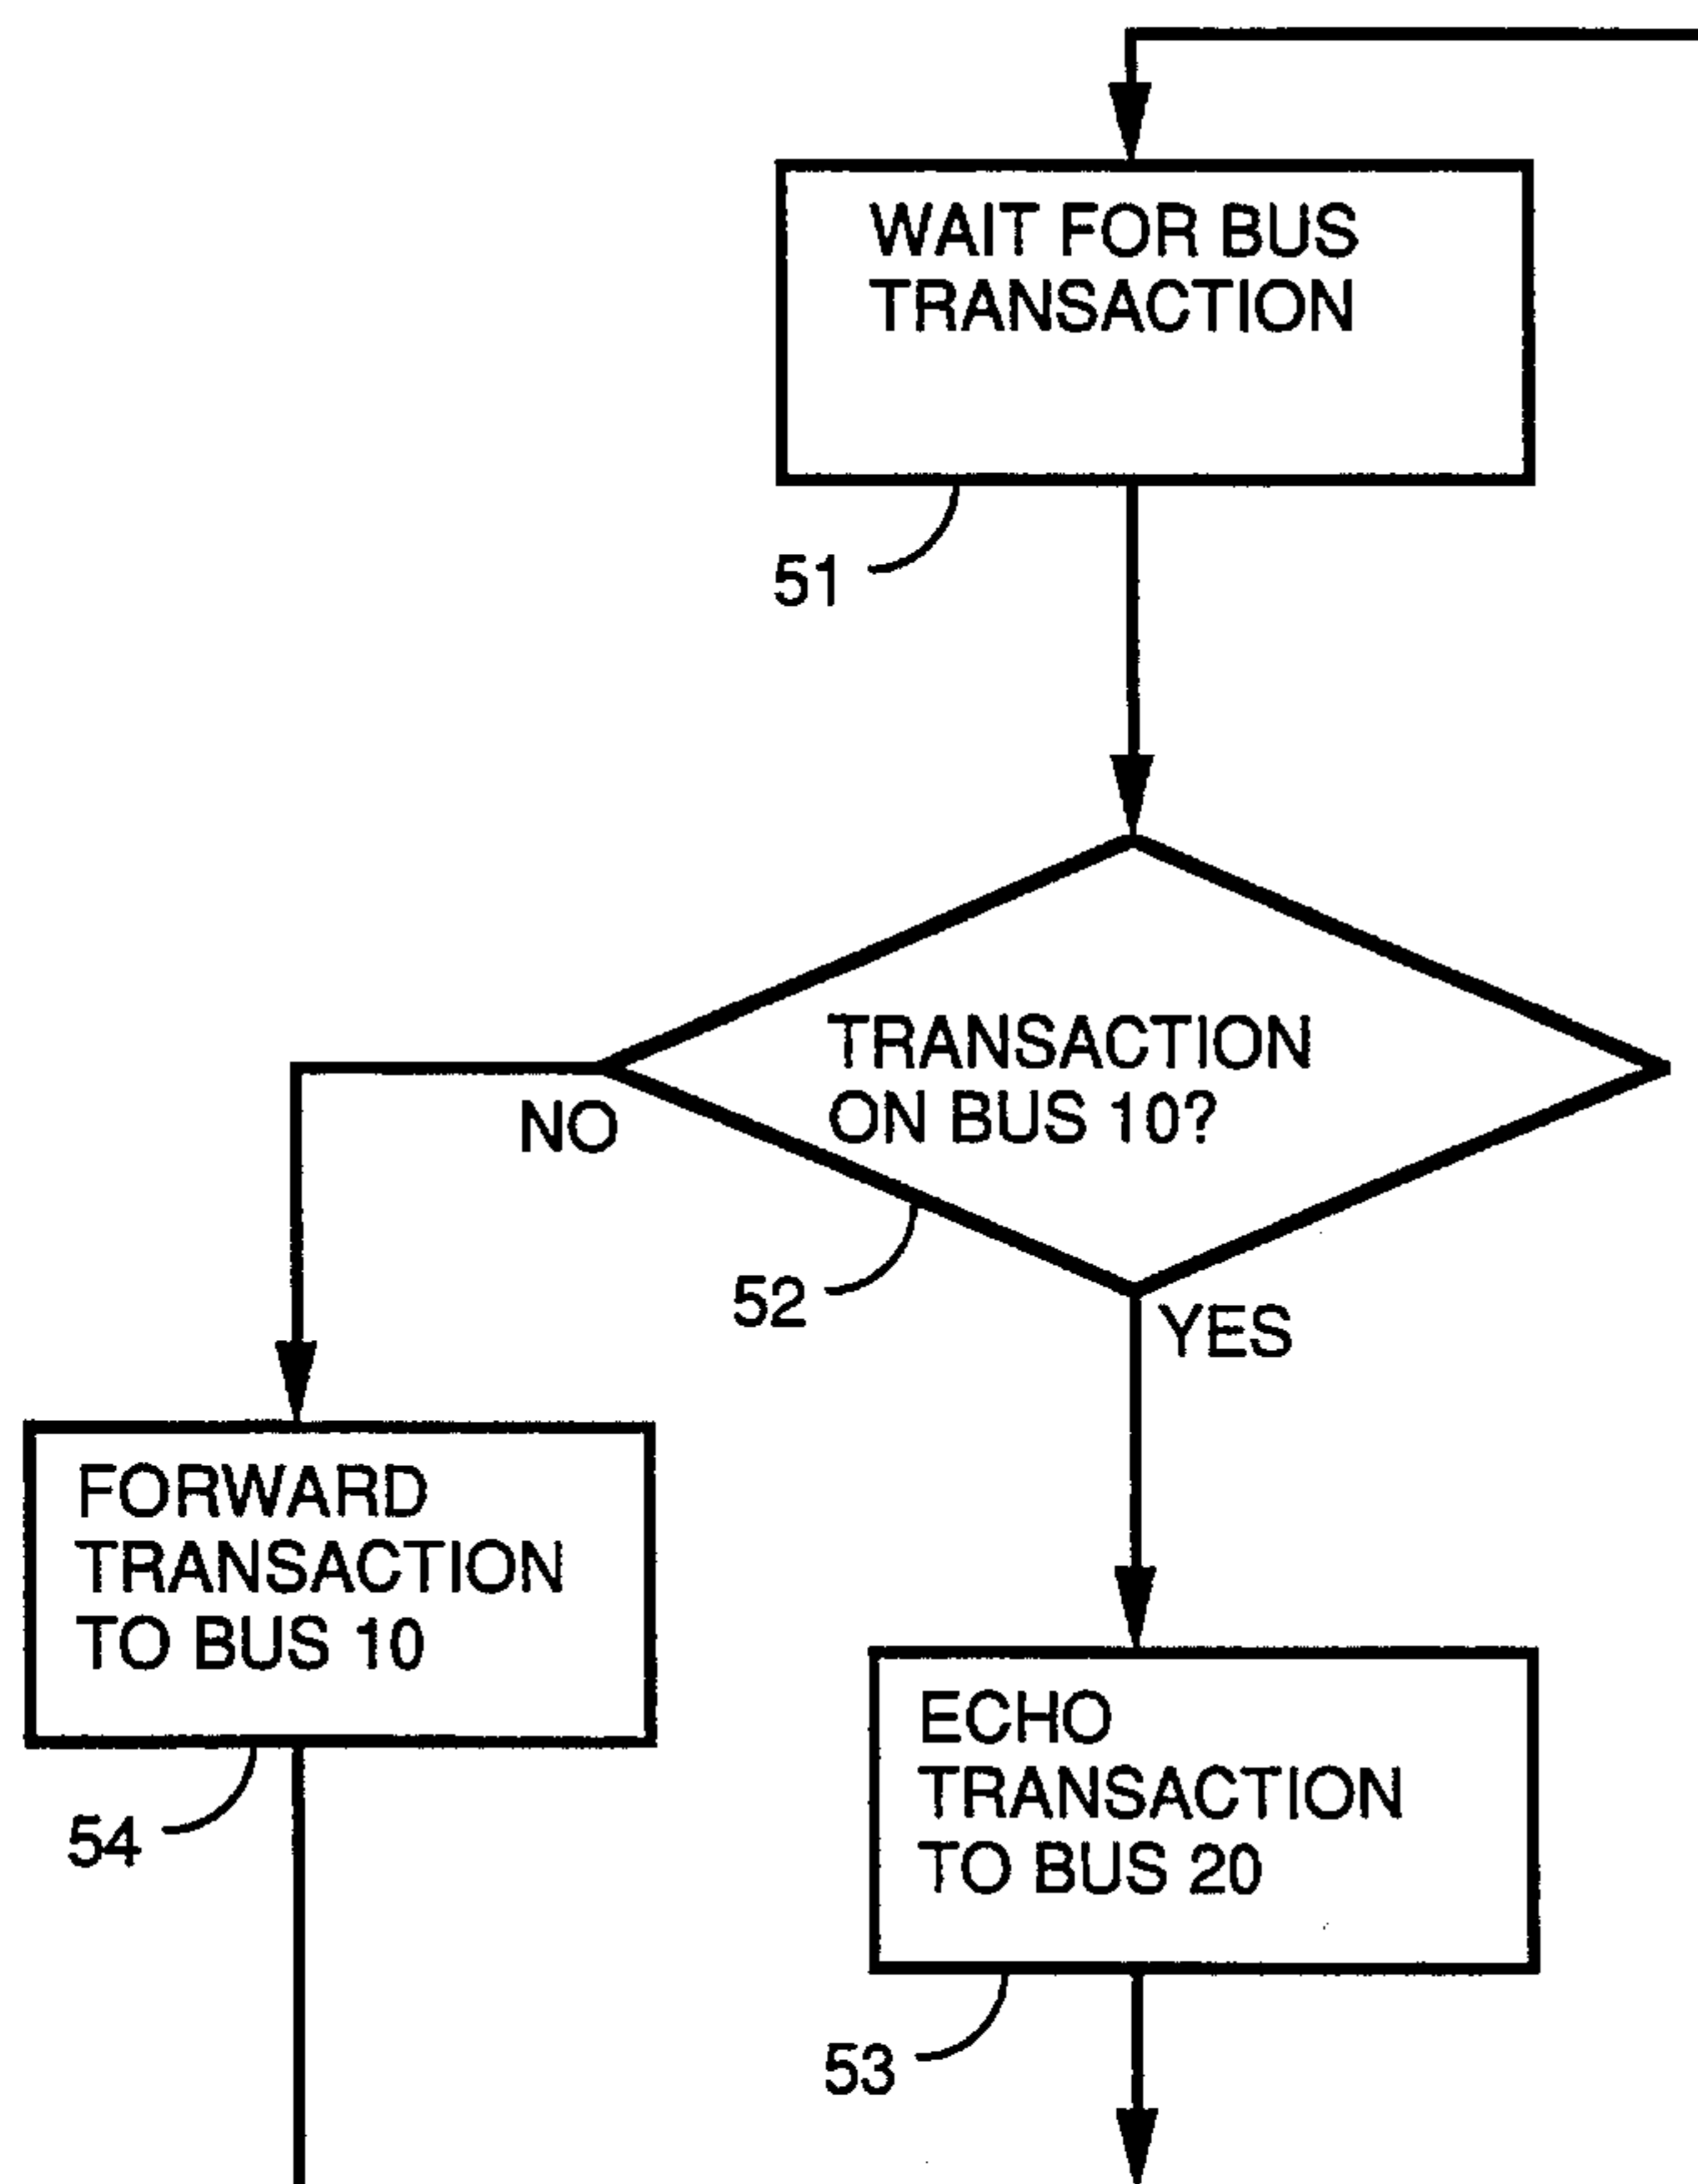 WAIT FOR BUS
TRANSACTION
51
TRANSACTION
ON BUS 10?
NO
52
YES
FORWARD
TRANSACTION
TO BUS 10
54
ECHO
TRANSACTION
TO BUS 20
53